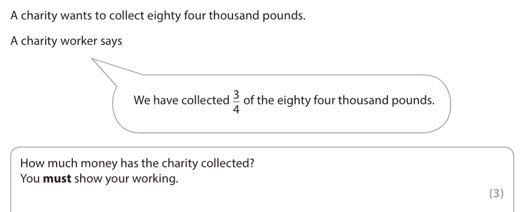 A charity wants to collect eighty four thousand pounds.
A charity worker says
We have collected 3/4 of the eighty four thousand pounds.
How much money has the charity collected?
You must show your working.
(3)